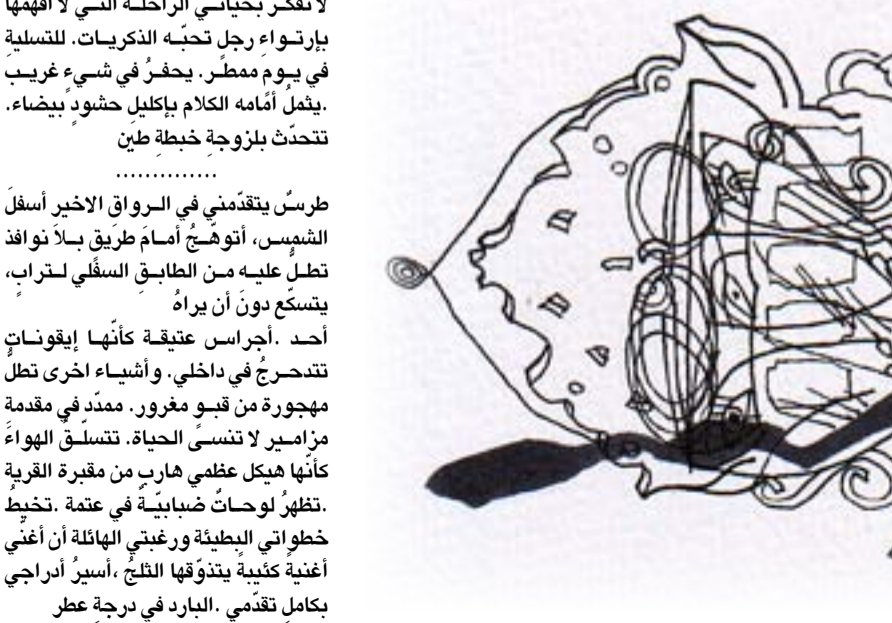 لا تفكر بحياتي الراحلة التي لا افهمها
بإرتواءِ رجلٍ تحبّه الذكريات. للتسليةِ
في يومَ ممطر. يحفرُ في شيءٍ غريب
.يثملُ أمامه الكلام بإكليلِ حشودٍ بيضاء.
تتحدّث بلزوجةِ خبطةِ طين
..............
طرسٌ يتقدّمني في الرواق الاخير أسفلَ
الشمس، أتوهّجُ أمامَ طريقٍ بلا نوافذ
تطلُّ عليه من الطابقِ السفلي لترابٍ،
يتسكّع دونَ أن يراهُ
أحد .أجراس عتيقة كأنّها إيقوناتٍ
تتدحرجُ في داخلي. وأشياء اخرى تطلُّ
مهجورة من قبو مغرور. ممدّد في مقدمة
مزامير لا تنسى الحياة. تتسلّقُ الهواءَ
كأنّها هيكل عظمي هاربٍ من مقبرة القرية
.تظهرُ لوحاتٌ ضبابيّةٌ في عتمة .تخيطُ
خطواتي البطيئة ورغبتي الهائلة أن أغنّي
أغنيةً كئيبةً يتذوّقها الثلجُ ،أسيرُ أدراجي
بكاملِ تقدّمي .البارد في درجةِ عطر